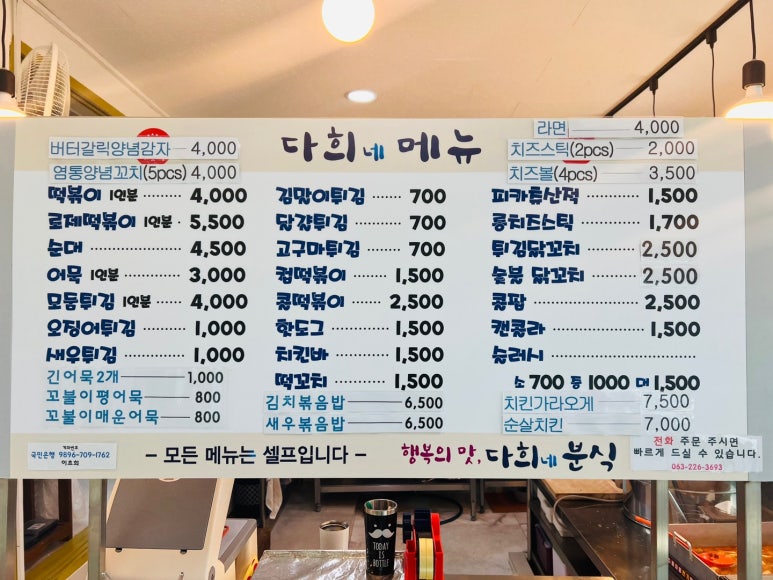 다희네 메뉴
버터갈릭양념감자 4,000
염통양념꼬치(5pcs) 4,000
떡볶이 1인분 4,000
로제떡볶이 1인분 5,500
순대 4,500
어묵 1인분 3,000
모둠튀김 1인분 4,000
오징어튀김 1,000
새우튀김 1,000
긴어묵2개 1,000
꼬불이평어묵 800
꼬불이매운어묵 800
김말이튀김 700
달걀튀김 700
고구마튀김 700
컵떡볶이 1,500
콜떡볶이 2,500
핫도그 1,500
치킨바 1,500
떡꼬치 1,500
김치볶음밥 6,500
새우볶음밥 6,500
라면 4,000
치즈스틱(2pcs) 2,000
치즈볼(4pcs) 3,500
피카츄산적 1,500
롱치즈스틱 1,700
튀김닭꼬치 2,500
숯불 닭꼬치 2,500
콜팝 2,500
캔콜라 1,500
슬러시
소 700 중 1000 대 1,500
치킨가라오게 7,500
순살치킨 7,000
계좌번호
국민은행 9896-709-1762
이호희
- 모든 메뉴는 셀프입니다 -
행복의 맛, 다희네 분식
전화 주문 주시면
빠르게 드실 수 있습니다.
063-226-3693
TODAY
IS
BOTTLE